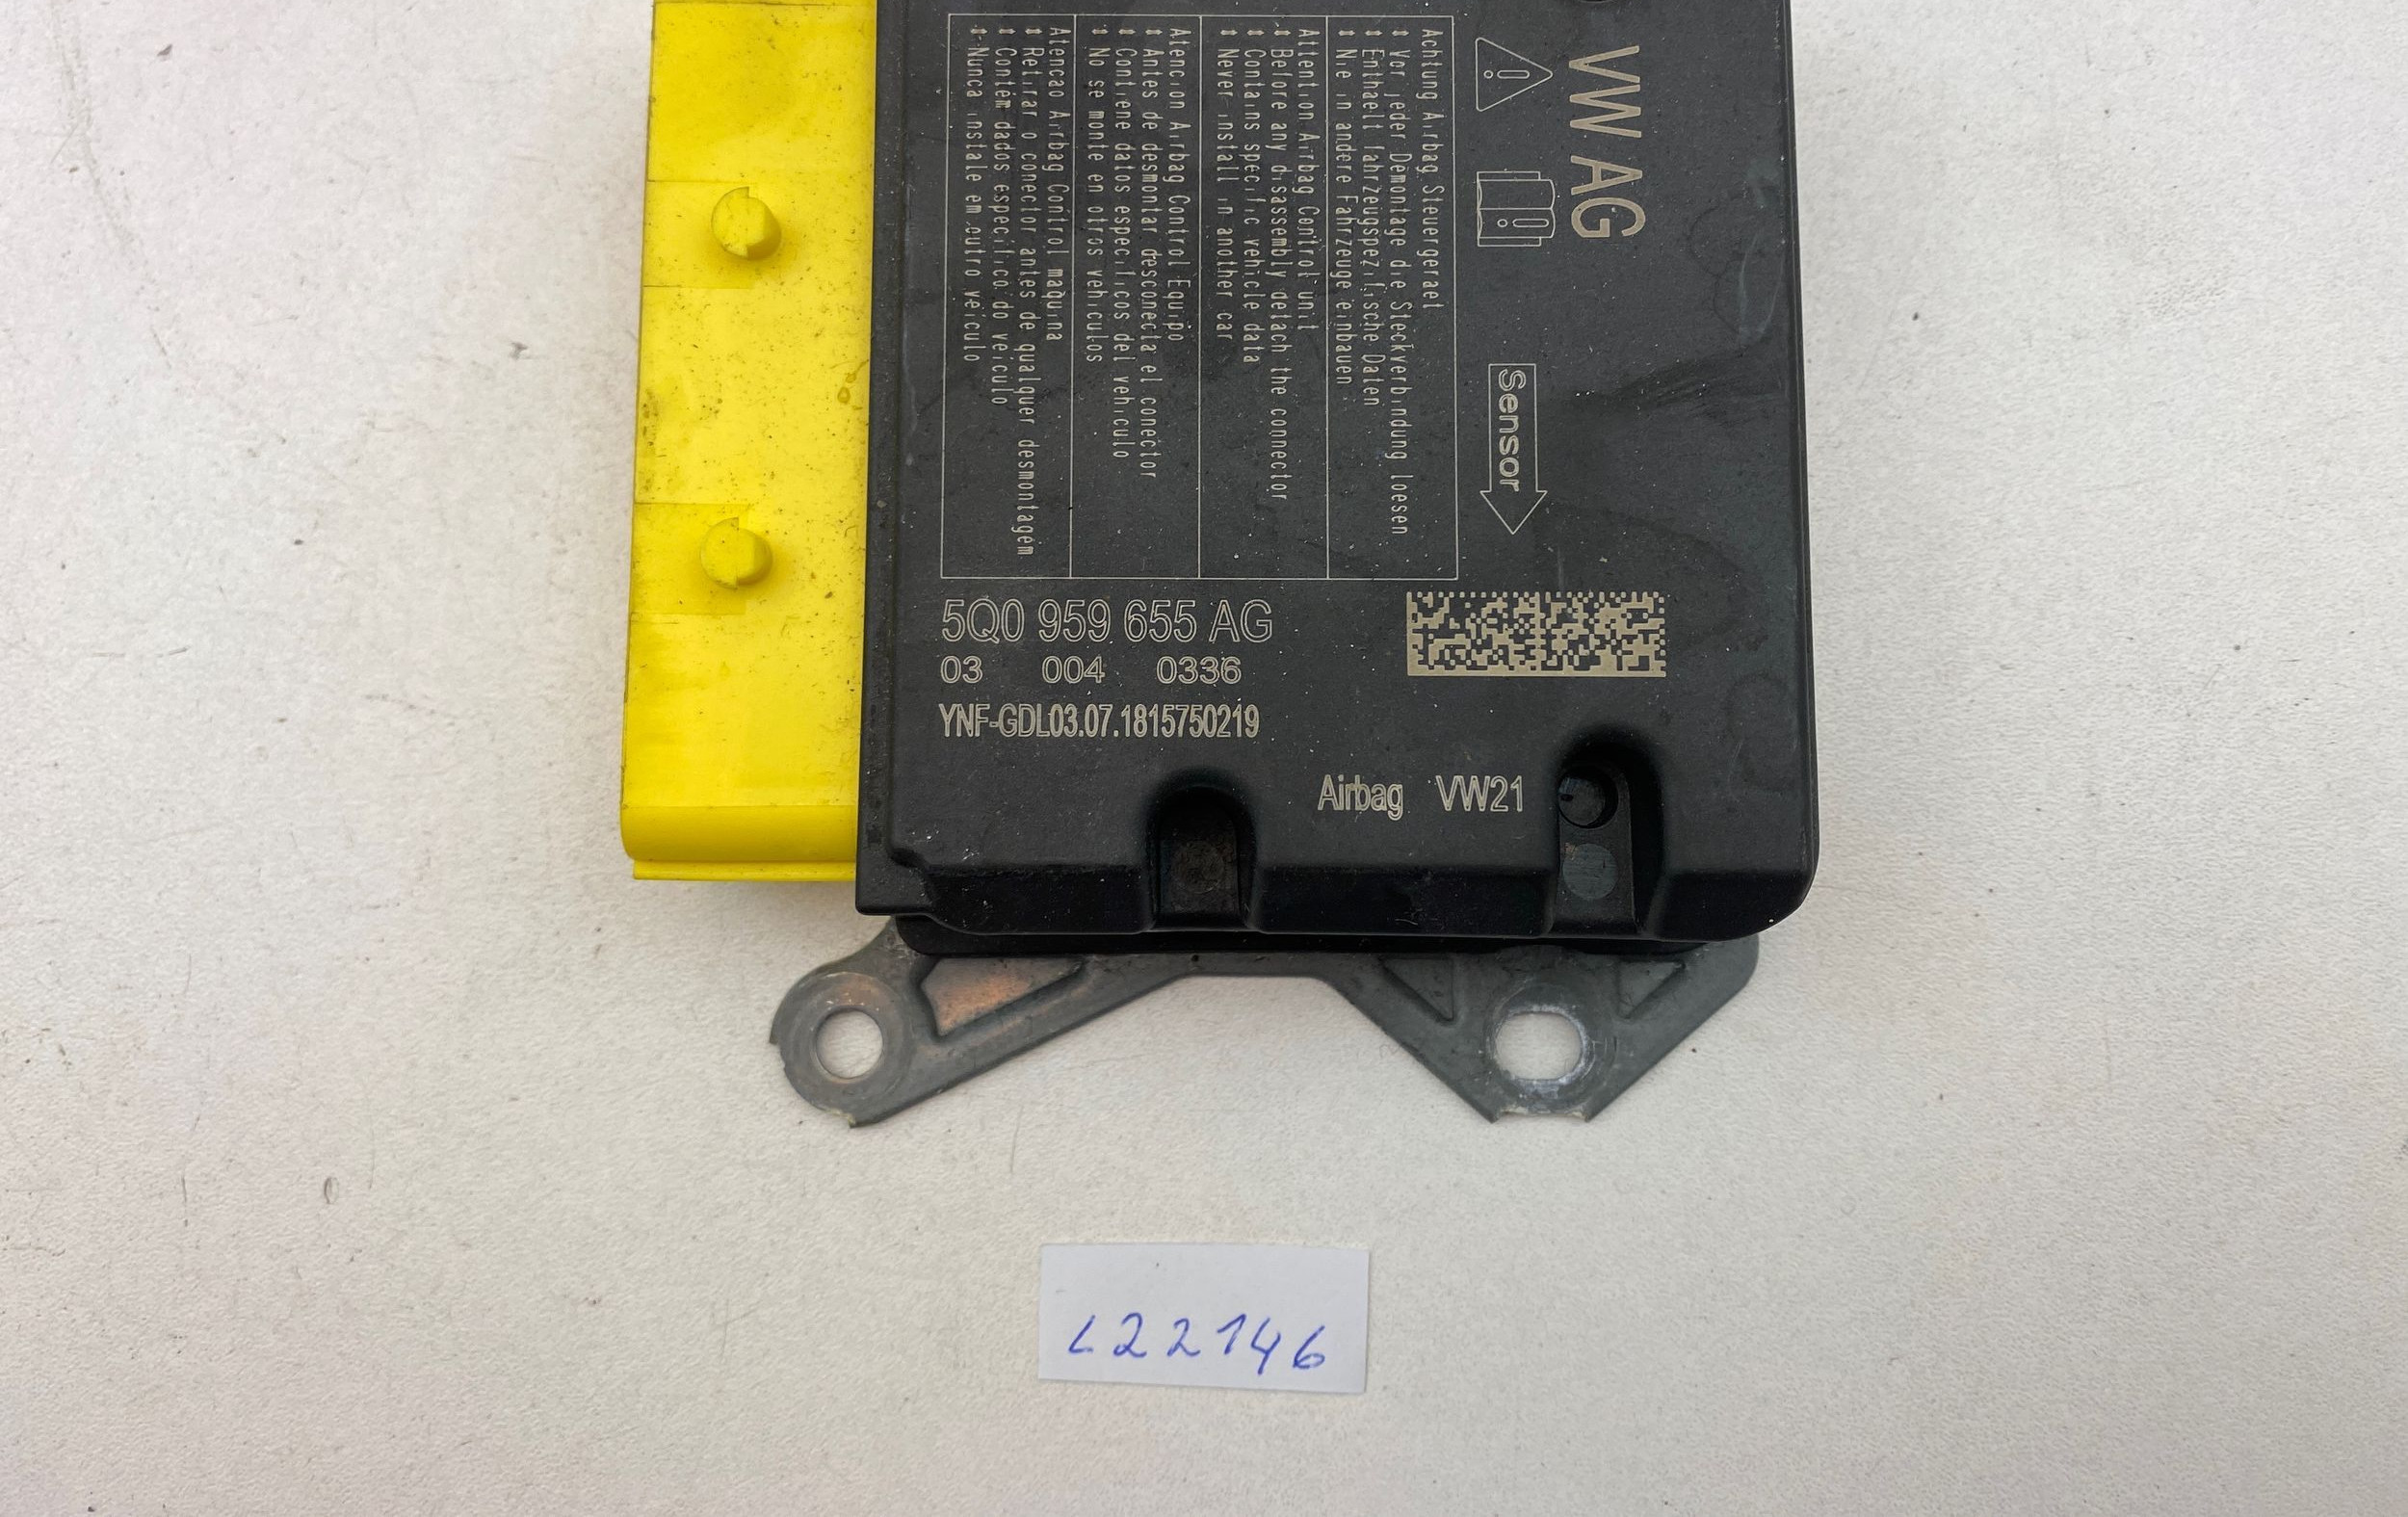 VW AG
Sensor
Achtung Airbag Steuergeraet
Vor jeder Demontage die Steckverbindung loesen
Enthaelt fahrzeugspezifische Daten
Nie in andere Fahrzeuge einbauen
Attention Airbag Control unit
Before any disassembly detach the connector
Contains specific vehicle data
Never install in another car
Atencion Airbag Control Equipo
Antes de desmontar desconecta el conector
Contiene datos especificos del vehiculo
No se monte en otros vehiculos
Atencao Airbag Control maquina
Retirar o conector antes de qualquer desmontagem
Contém dados especifico do veiculo
Nunca instale em outro veiculo
5Q0 959 655 AG
03 004 0336
YNF-GDL03.07.1815750219
Airbag VW21
L22146